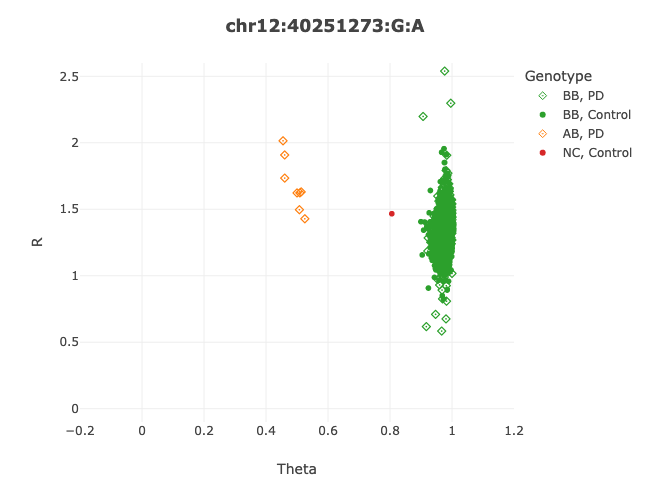 chr12:40251273:G:A
Genotype
BB, PD
BB, Control
AB, PD
NC, Control
2.5
2
1.5
1
0.5
0
R
−0.2 0 0.2 0.4 0.6 0.8 1 1.2
Theta